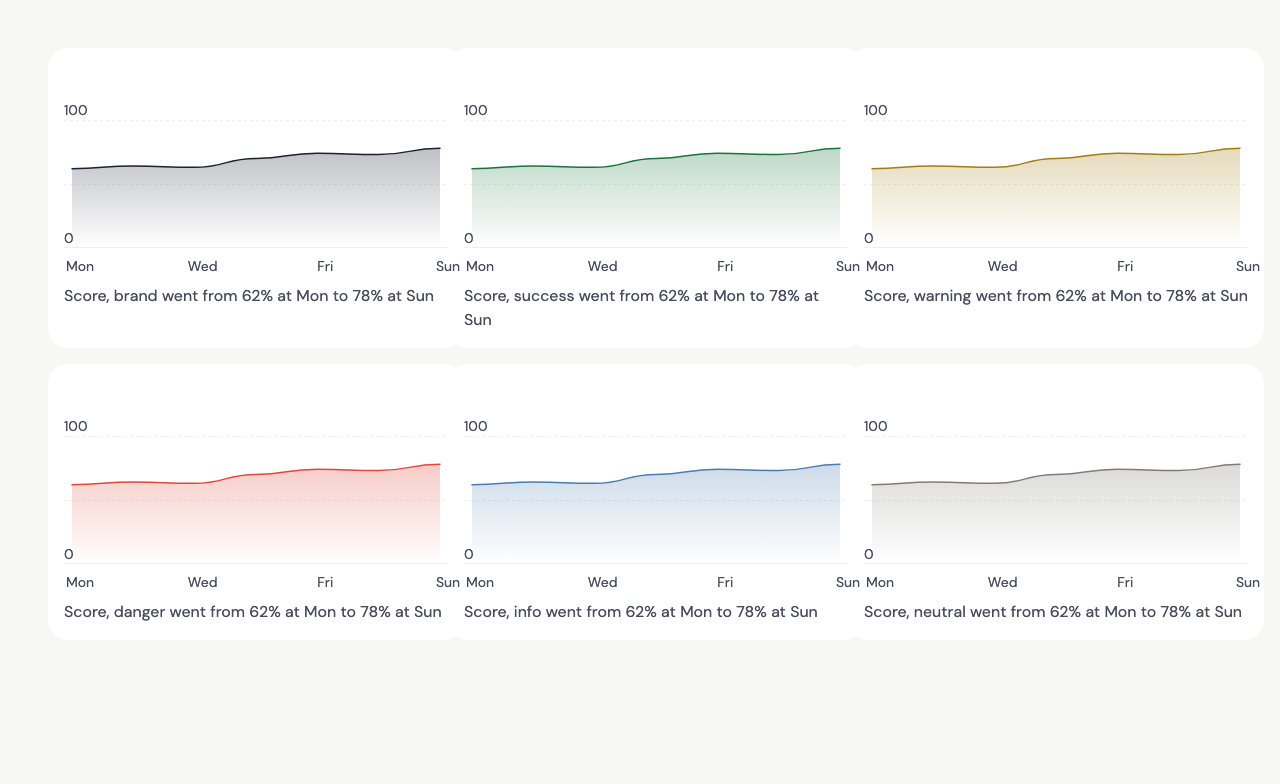 100
0
Mon Wed Fri Sun
Score, brand went from 62% at Mon to 78% at Sun
100
0
Mon Wed Fri Sun
Score, success went from 62% at Mon to 78% at
Sun
100
0
Mon Wed Fri Sun
Score, warning went from 62% at Mon to 78% at Sun
100
0
Mon Wed Fri Sun
Score, danger went from 62% at Mon to 78% at Sun
100
0
Mon Wed Fri Sun
Score, info went from 62% at Mon to 78% at Sun
100
0
Mon Wed Fri Sun
Score, neutral went from 62% at Mon to 78% at Sun